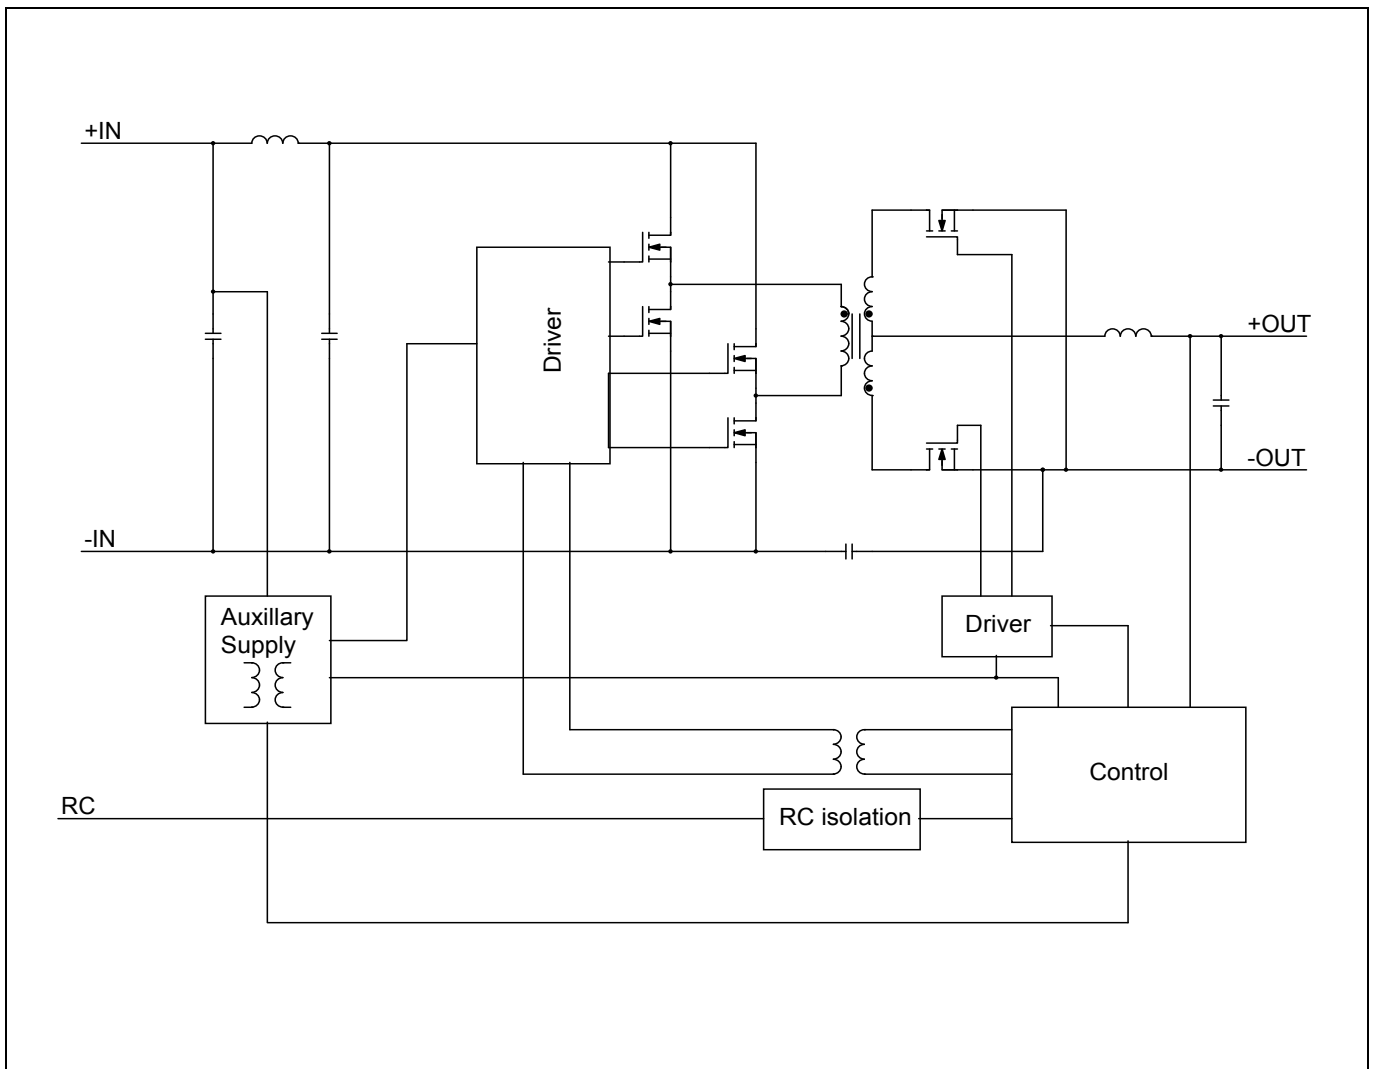 +IN
Driver
+OUT
-OUT
-IN
Auxillary
Supply
Driver
Control
RC
RC isolation